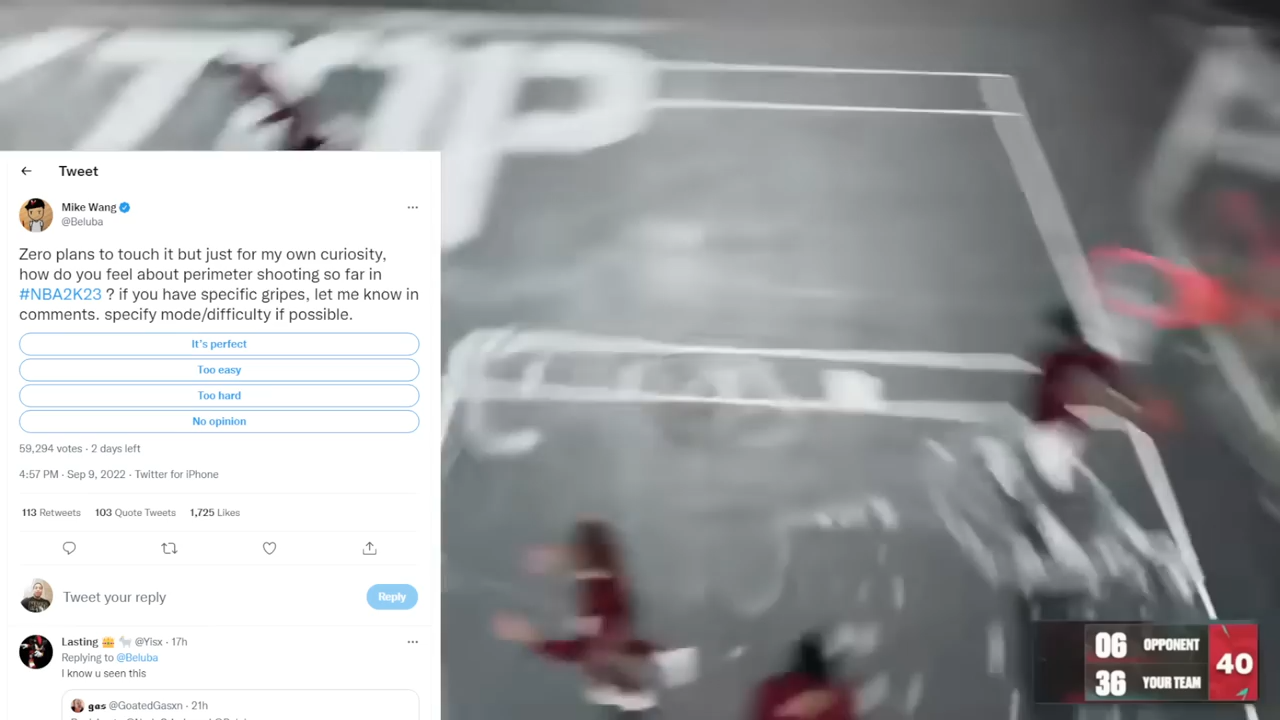 Tweet
Mike Wang
@Beluba
Zero plans to touch it but just for my own curiosity,
how do you feel about perimeter shooting so far in
#NBA2K23 ? if you have specific gripes, let me know in
comments. specify mode/difficulty if possible.
It's perfect
Too easy
Too hard
No opinion
59,294 votes · 2 days left
4:57 PM · Sep 9, 2022 · Twitter for iPhone
113 Retweets 103 Quote Tweets 1,725 Likes
Tweet your reply
Reply
Lasting @Yisx · 17h
Replying to @Beluba
I know u seen this
gas @GoatedGasxn · 21h
06 OPPONENT
36 YOUR TEAM
40